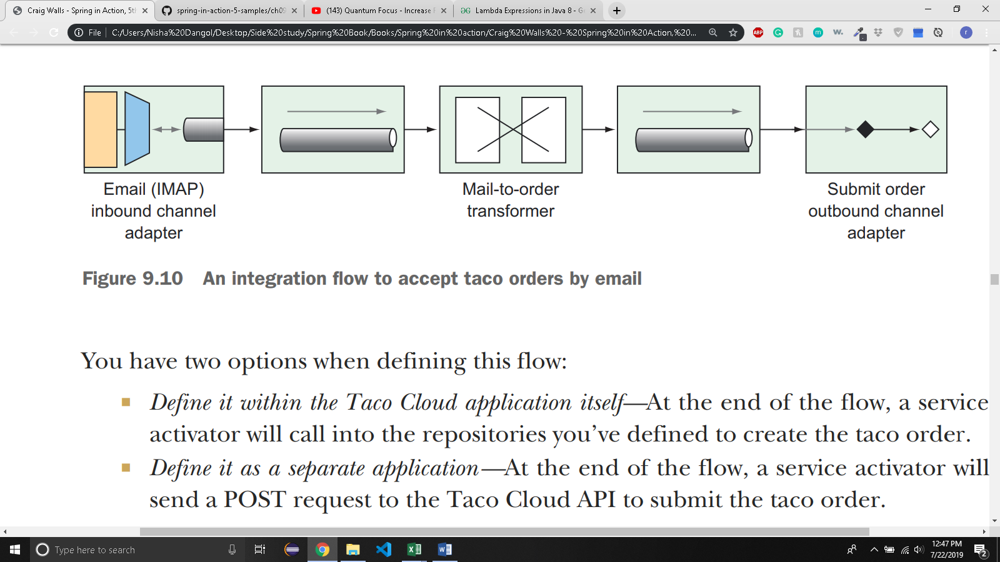 Craig Walls - Spring in Action, 5th
spring-in-action-5-samples/ch09
(143) Quantum Focus - Increase F
Lambda Expressions in Java 8 - Ge
File
C:/Users/Nisha%20Dangol/Desktop/Side%20study/Spring%20Book/Books/Spring%20in%20action/Craig%20Walls%20-%20Spring%20in%20Action,%20...
ABP
G
m
w.
r
Email (IMAP)
inbound channel
adapter
Mail-to-order
transformer
Submit order
outbound channel
adapter
Figure 9.10 An integration flow to accept taco orders by email
You have two options when defining this flow:
Define it within the Taco Cloud application itself—At the end of the flow, a service
activator will call into the repositories you’ve defined to create the taco order.
Define it as a separate application—At the end of the flow, a service activator will
send a POST request to the Taco Cloud API to submit the taco order.
Type here to search
12:47 PM
7/22/2019
2